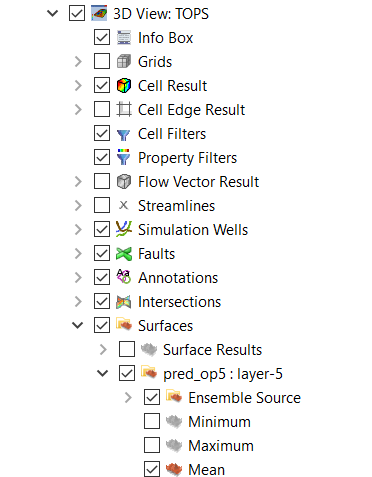 3D View: TOPS
Info Box
Grids
Cell Result
Cell Edge Result
Cell Filters
Property Filters
Flow Vector Result
Streamlines
Simulation Wells
Faults
Annotations
Intersections
Surfaces
Surface Results
pred_op5 : layer-5
Ensemble Source
Minimum
Maximum
Mean